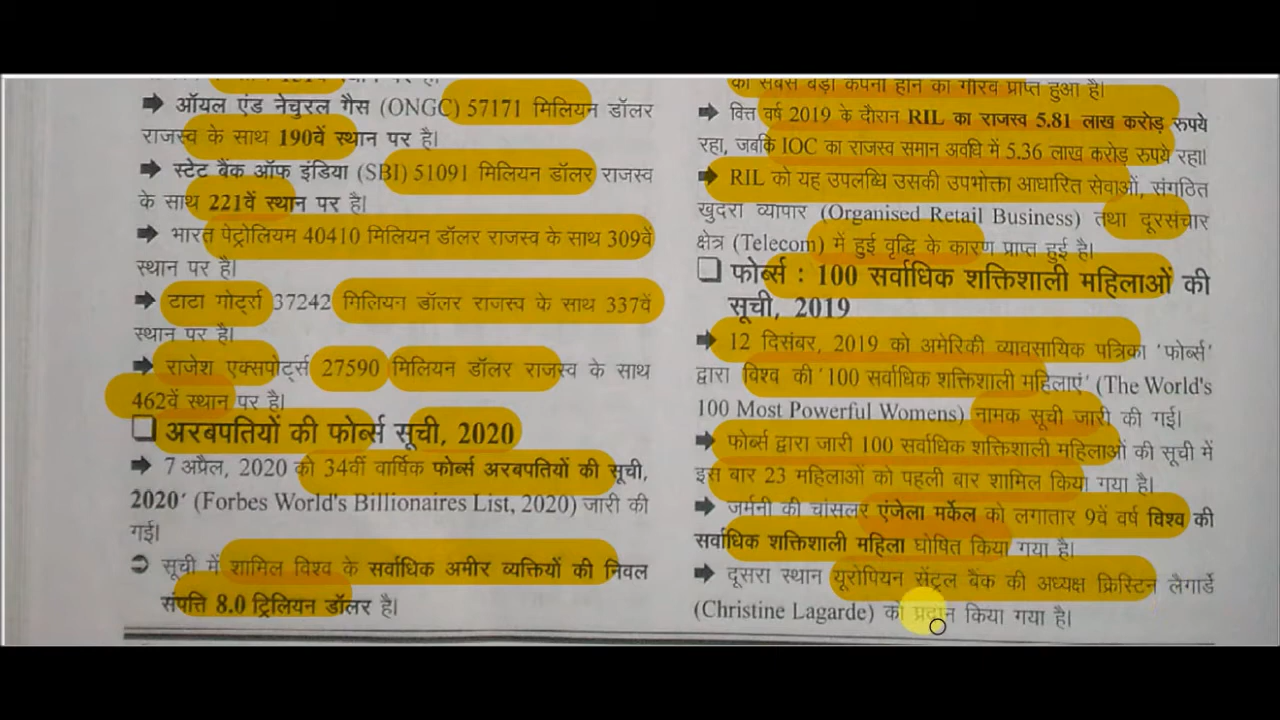 पर है।
➔ ऑयल एंड नेचुरल गैस (ONGC) 57171 मिलियन डॉलर
राजस्व के साथ 190वें स्थान पर है।
➔ स्टेट बैंक ऑफ इंडिया (SBI) 51091 मिलियन डॉलर राजस्व
के साथ 221वें स्थान पर है।
➔ भारत पेट्रोलियम 40410 मिलियन डॉलर राजस्व के साथ 309वें
स्थान पर है।
➔ टाटा गोटर्स 37242 मिलियन डॉलर राजस्व के साथ 337वें
स्थान पर है।
➔ राजेश एक्सपोर्ट्स 27590 मिलियन डॉलर राजस्व के साथ
462वें स्थान पर है।
❑ अरबपतियों की फोर्ब्स सूची, 2020
➔ 7 अप्रैल, 2020 को 34वीं वार्षिक फोर्ब्स अरबपतियों की सूची,
2020' (Forbes World's Billionaires List, 2020) जारी की
गई।
➲ सूची में शामिल विश्व के सर्वाधिक अमीर व्यक्तियों की निवल
संपत्ति 8.0 ट्रिलियन डॉलर है।
की सबसे बड़ी कंपनी होने का गौरव प्राप्त हुआ है।
➔ वित्त वर्ष 2019 के दौरान RIL का राजस्व 5.81 लाख करोड़ रुपये
रहा, जबकि IOC का राजस्व समान अवधि में 5.36 लाख करोड़ रुपये रहा।
➔ RIL को यह उपलब्धि उसकी उपभोक्ता आधारित सेवाओं, संगठित
खुदरा व्यापार (Organised Retail Business) तथा दूरसंचार
क्षेत्र (Telecom) में हुई वृद्धि के कारण प्राप्त हुई है।
❑ फोर्ब्स : 100 सर्वाधिक शक्तिशाली महिलाओं की
सूची, 2019
➔ 12 दिसंबर, 2019 को अमेरिकी व्यावसायिक पत्रिका 'फोर्ब्स'
द्वारा विश्व की '100 सर्वाधिक शक्तिशाली महिलाएं' (The World's
100 Most Powerful Womens) नामक सूची जारी की गई।
➔ फोर्ब्स द्वारा जारी 100 सर्वाधिक शक्तिशाली महिलाओं की सूची में
इस बार 23 महिलाओं को पहली बार शामिल किया गया है।
➔ जर्मनी की चांसलर एंजेला मर्केल को लगातार 9वें वर्ष विश्व की
सर्वाधिक शक्तिशाली महिला घोषित किया गया है।
➔ दूसरा स्थान यूरोपियन सेंट्रल बैंक की अध्यक्ष क्रिस्टिन लैगार्डे
(Christine Lagarde) को प्रदान किया गया है।